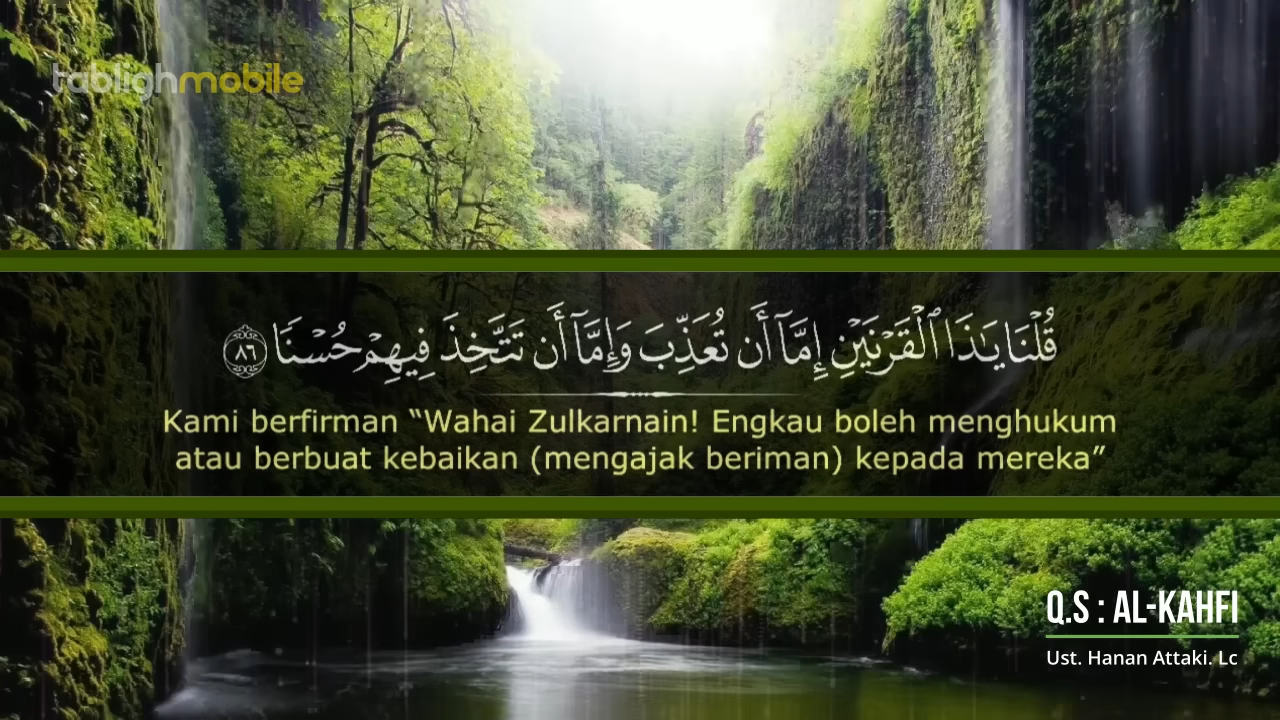 tablighmobile
قُلْنَا يَـٰذَا ٱلْقَرْنَيْنِ إِمَّآ أَن تُعَذِّبَ وَإِمَّآ أَن تَتَّخِذَ فِيهِمْ حُسْنًا ٨٦
Kami berfirman “Wahai Zulkarnain! Engkau boleh menghukum
atau berbuat kebaikan (mengajak beriman) kepada mereka”
Q.S : AL-KAHFI
Ust. Hanan Attaki. Lc